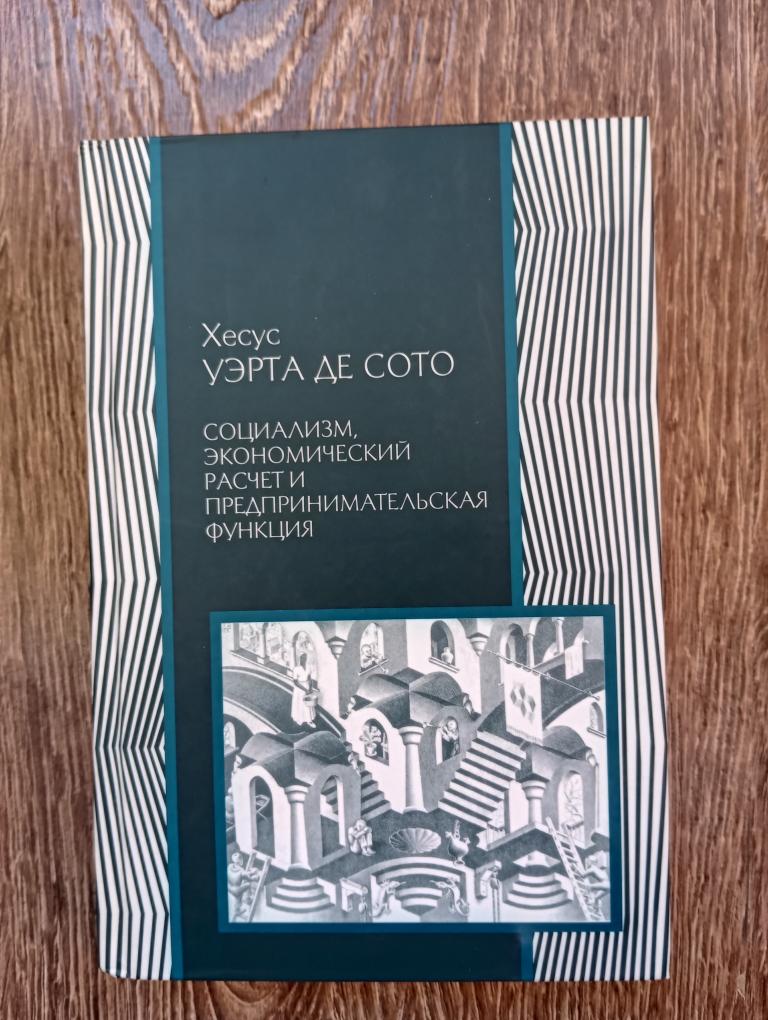 Хесус
УЭРТА ДЕ СОТО
СОЦИАЛИЗМ,
ЭКОНОМИЧЕСКИЙ
РАСЧЕТ И
ПРЕДПРИНИМАТЕЛЬСКАЯ
ФУНКЦИЯ